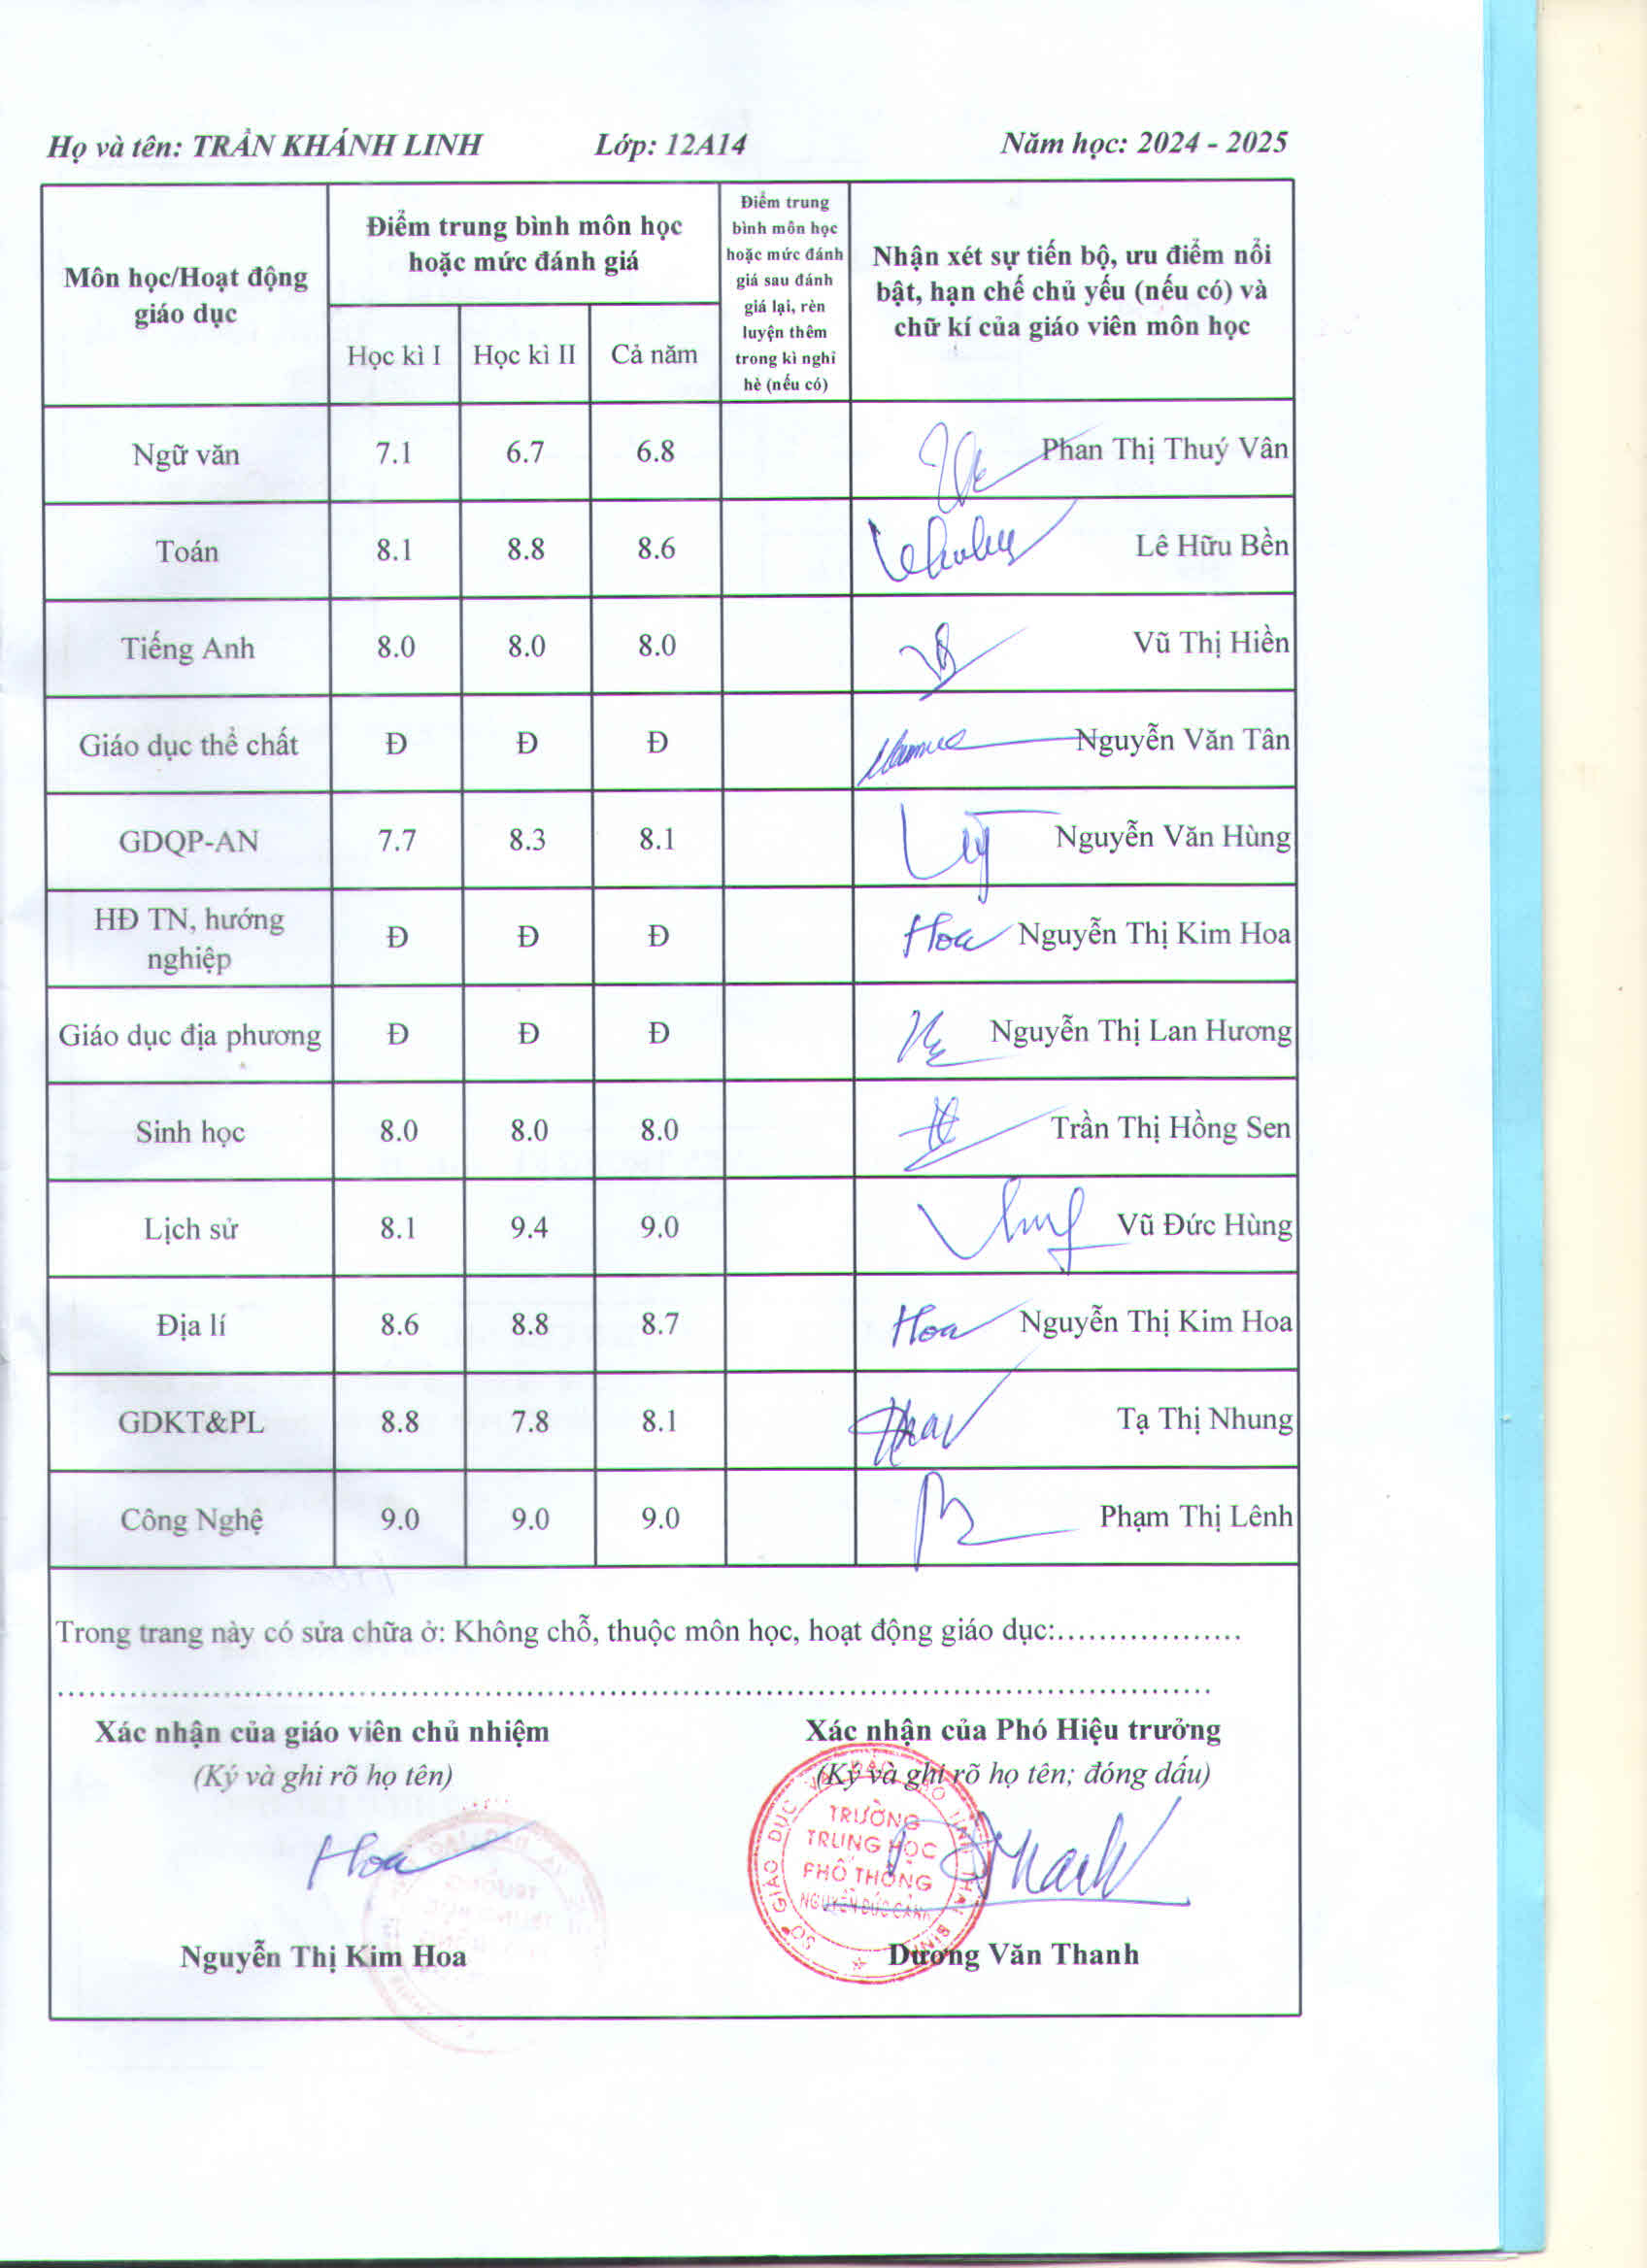 Họ và tên: TRẦN KHÁNH LINH Lớp: 12A14 Năm học: 2024 - 2025
Môn học/Hoạt động giáo dục
Điểm trung bình môn học hoặc mức đánh giá
Học kì I Học kì II Cả năm
Điểm trung bình môn học hoặc mức đánh giá sau đánh giá lại, rèn luyện thêm trong kì nghỉ hè (nếu có)
Nhận xét sự tiến bộ, ưu điểm nổi bật, hạn chế chủ yếu (nếu có) và chữ kí của giáo viên môn học
Ngữ văn 7.1 6.7 6.8 Phan Thị Thuý Vân
Toán 8.1 8.8 8.6 Lê Hữu Bền
Tiếng Anh 8.0 8.0 8.0 Vũ Thị Hiền
Giáo dục thể chất Đ Đ Đ Nguyễn Văn Tân
GDQP-AN 7.7 8.3 8.1 Nguyễn Văn Hùng
HĐ TN, hướng nghiệp Đ Đ Đ Hoa Nguyễn Thị Kim Hoa
Giáo dục địa phương Đ Đ Đ Nguyễn Thị Lan Hương
Sinh học 8.0 8.0 8.0 Trần Thị Hồng Sen
Lịch sử 8.1 9.4 9.0 Vũ Đức Hùng
Địa lí 8.6 8.8 8.7 Hoa Nguyễn Thị Kim Hoa
GDKT&PL 8.8 7.8 8.1 Tạ Thị Nhung
Công Nghệ 9.0 9.0 9.0 Phạm Thị Lênh
Trong trang này có sửa chữa ở: Không chỗ, thuộc môn học, hoạt động giáo dục:..................
Xác nhận của giáo viên chủ nhiệm Xác nhận của Phó Hiệu trưởng
(Ký và ghi rõ họ tên) (Ký và ghi rõ họ tên; đóng dấu)
SỞ GIÁO DỤC VÀ ĐÀO TẠO TỈNH THÁI BÌNH
TRƯỜNG
TRUNG HỌC
PHỔ THÔNG
NGUYỄN ĐỨC CẢNH
Hoa Thanh
Nguyễn Thị Kim Hoa Dương Văn Thanh